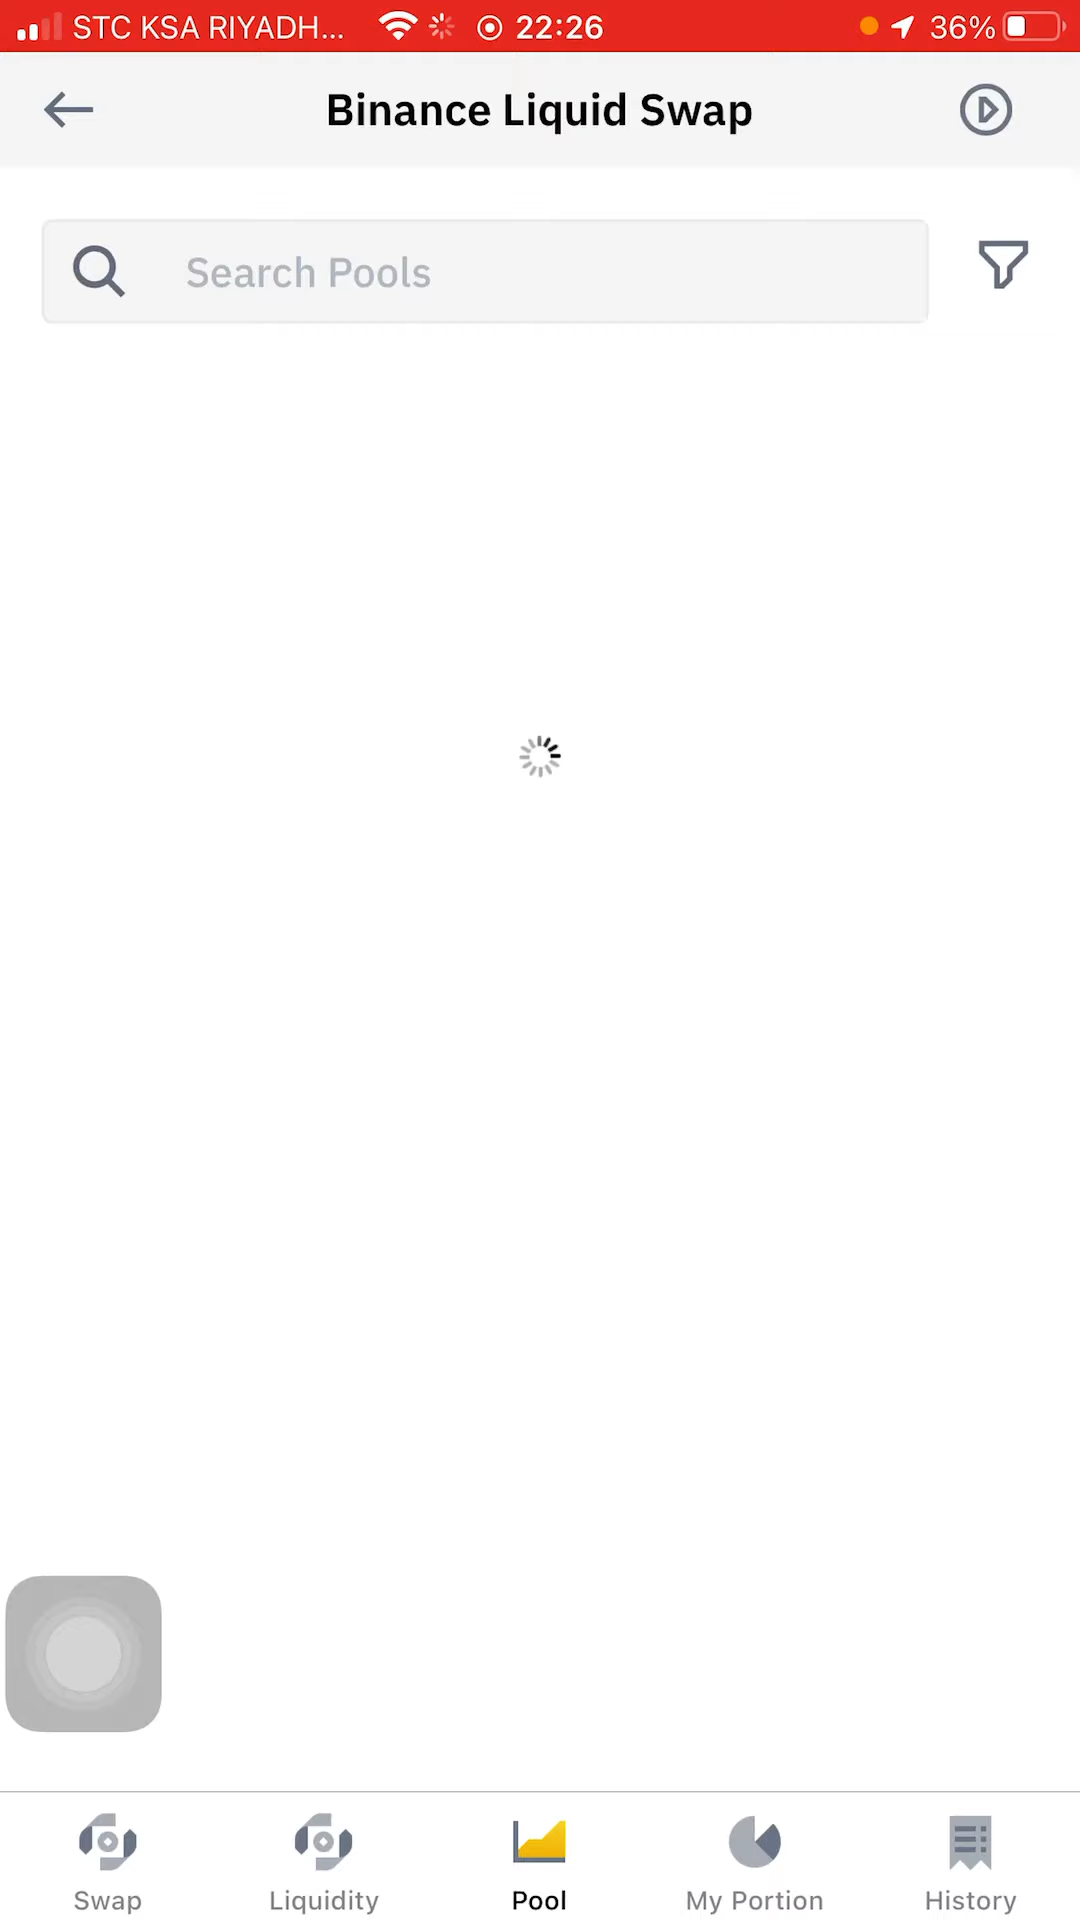 STC KSA RIYADH... 22:26 36%
Binance Liquid Swap
Search Pools
Swap Liquidity Pool My Portion History